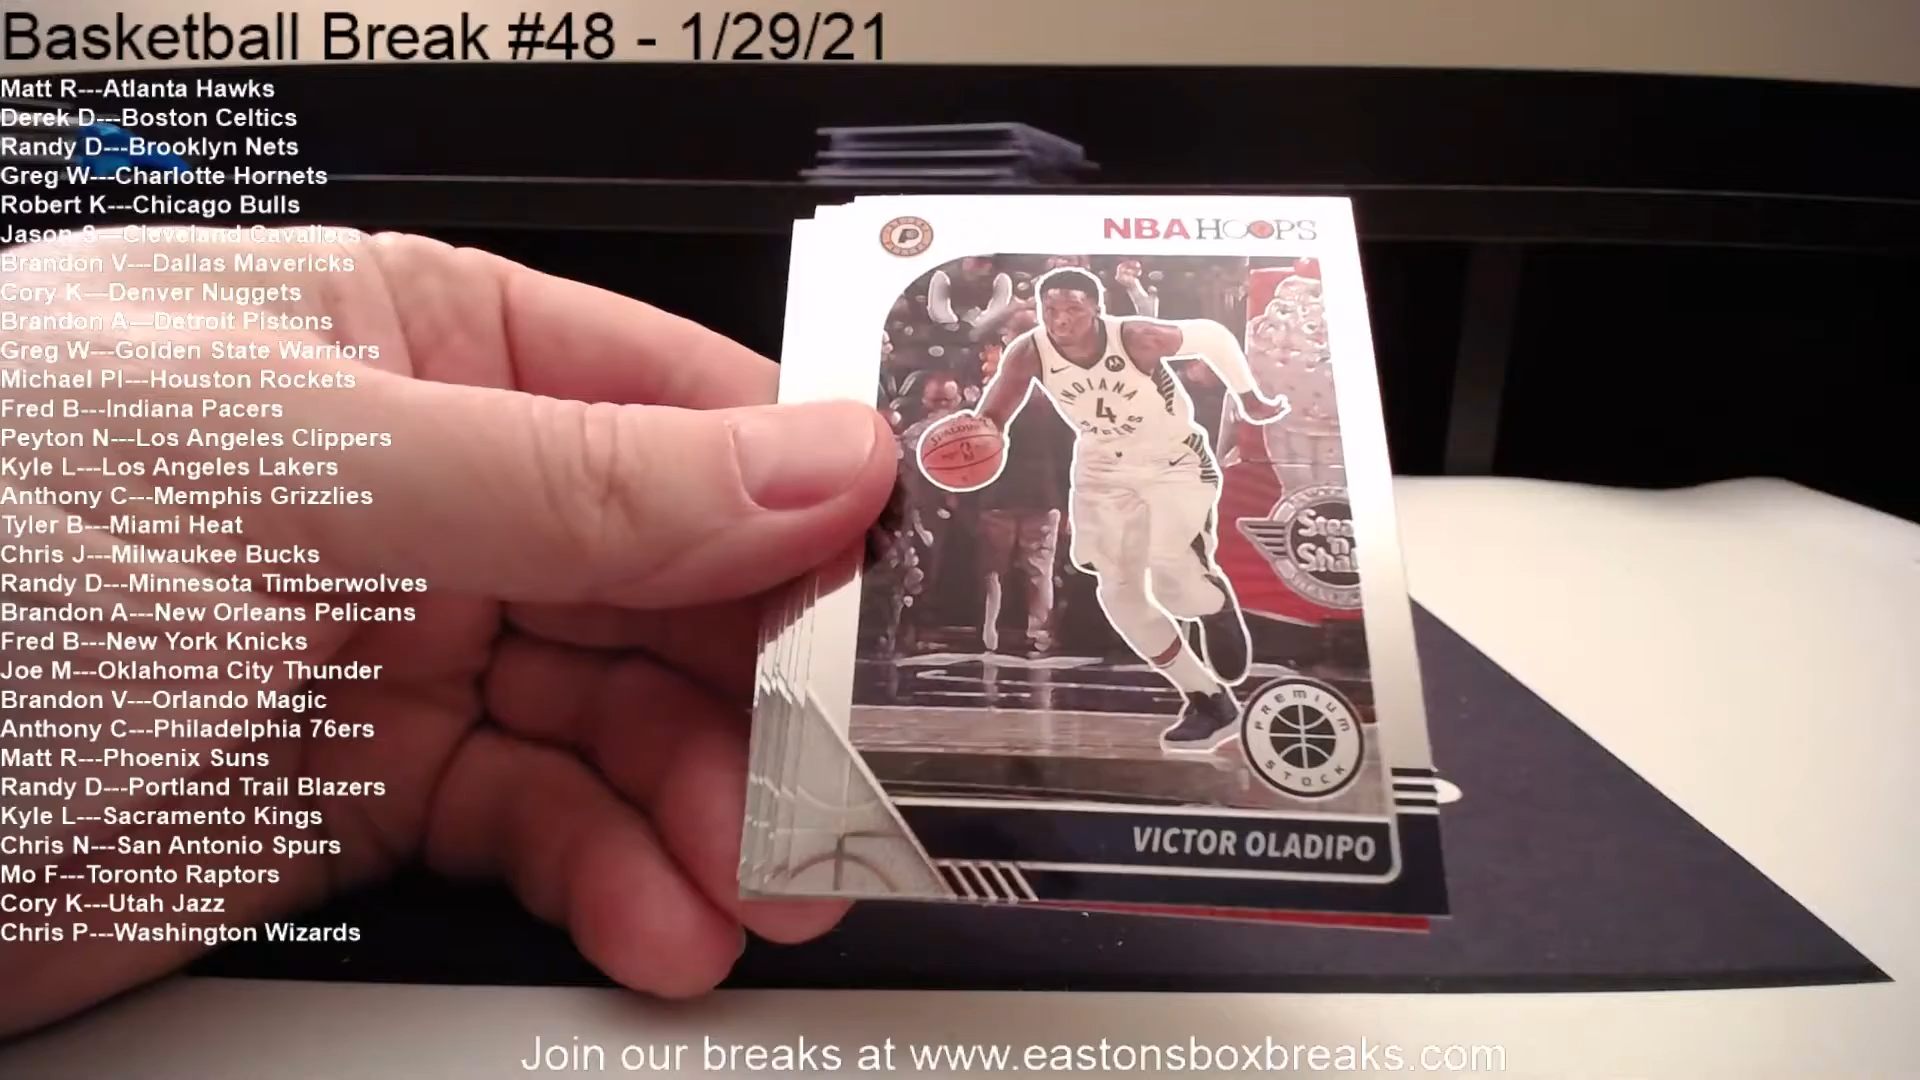 Basketball Break #48 - 1/29/21
Matt R---Atlanta Hawks
Derek D---Boston Celtics
Randy D---Brooklyn Nets
Greg W---Charlotte Hornets
Robert K---Chicago Bulls
Jason S---Cleveland Cavaliers
Brandon V---Dallas Mavericks
Cory K---Denver Nuggets
Brandon A---Detroit Pistons
Greg W---Golden State Warriors
Michael Pl---Houston Rockets
Fred B---Indiana Pacers
Peyton N---Los Angeles Clippers
Kyle L---Los Angeles Lakers
Anthony C---Memphis Grizzlies
Tyler B---Miami Heat
Chris J---Milwaukee Bucks
Randy D---Minnesota Timberwolves
Brandon A---New Orleans Pelicans
Fred B---New York Knicks
Joe M---Oklahoma City Thunder
Brandon V---Orlando Magic
Anthony C---Philadelphia 76ers
Matt R---Phoenix Suns
Randy D---Portland Trail Blazers
Kyle L---Sacramento Kings
Chris N---San Antonio Spurs
Mo F---Toronto Raptors
Cory K---Utah Jazz
Chris P---Washington Wizards
NBA HOOPS
P
INDIANA
4
PACERS
SPALDING
PREMIUM
STOCK
VICTOR OLADIPO
Join our breaks at www.eastonsboxbreaks.com